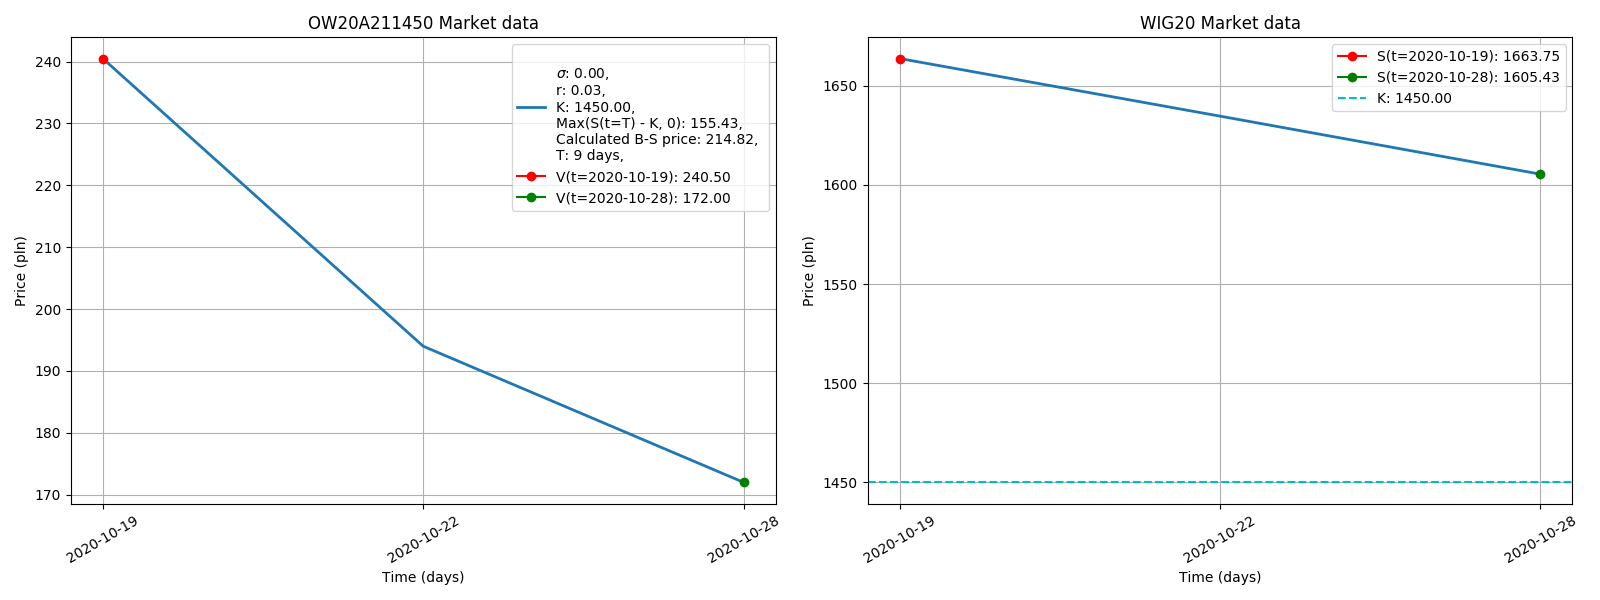 OW20A211450 Market data
240
230
220
210
200
190
180
170
Price (pln)
σ: 0.00,
r: 0.03,
K: 1450.00,
Max(S(t=T) - K, 0): 155.43,
Calculated B-S price: 214.82,
T: 9 days,
V(t=2020-10-19): 240.50
V(t=2020-10-28): 172.00
2020-10-19
2020-10-22
2020-10-28
Time (days)
WIG20 Market data
1650
1600
1550
1500
1450
Price (pln)
S(t=2020-10-19): 1663.75
S(t=2020-10-28): 1605.43
K: 1450.00
2020-10-19
2020-10-22
2020-10-28
Time (days)